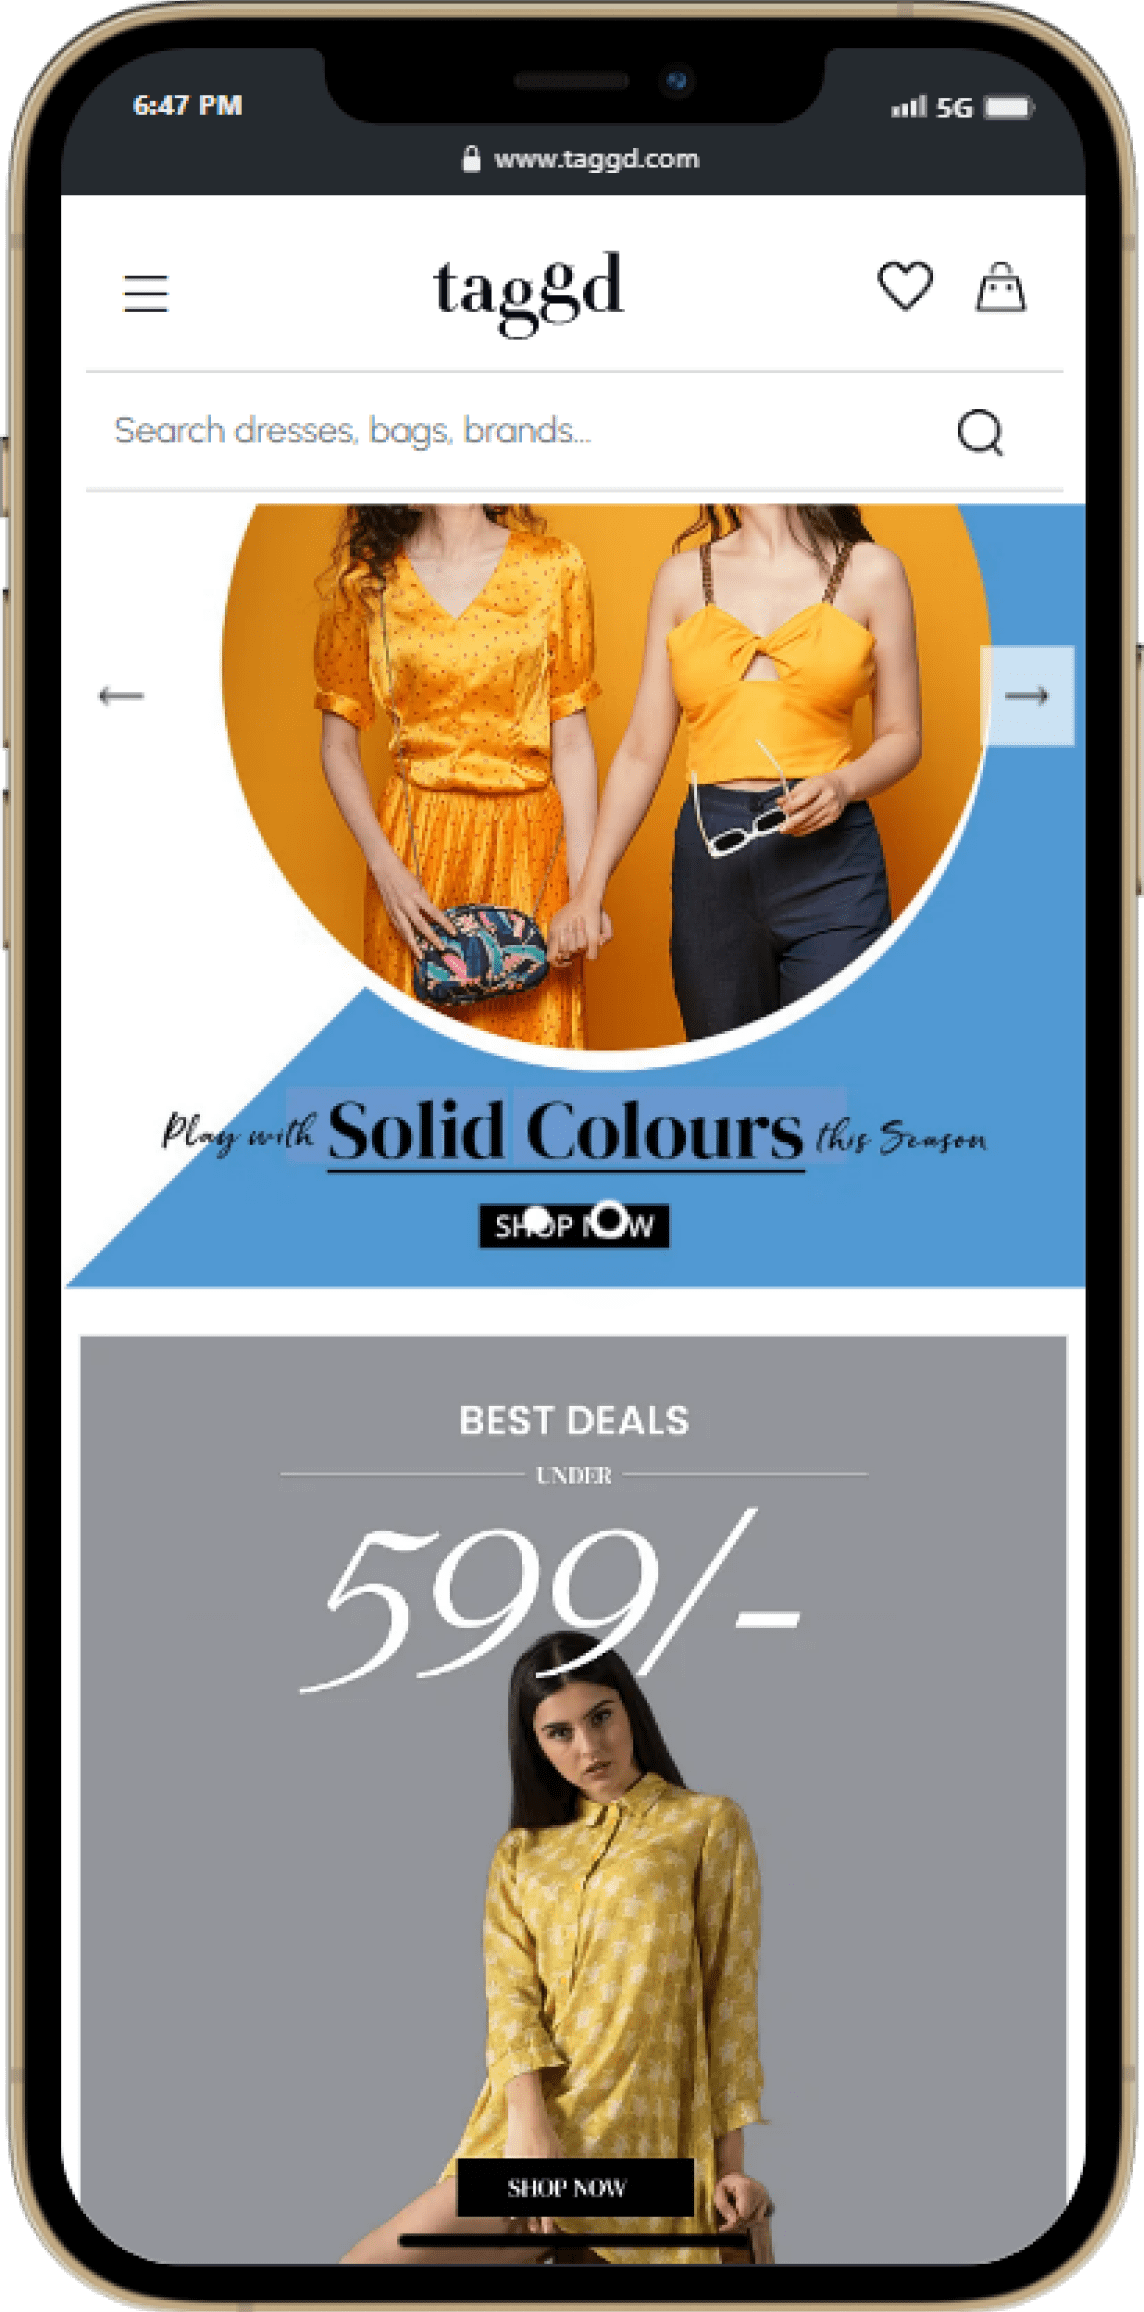 6:47 PM
5G
www.taggd.com
taggd
Search dresses, bags, brands...
Play with Solid Colours this Season
SHOP NOW
BEST DEALS
UNDER
599/-
SHOP NOW